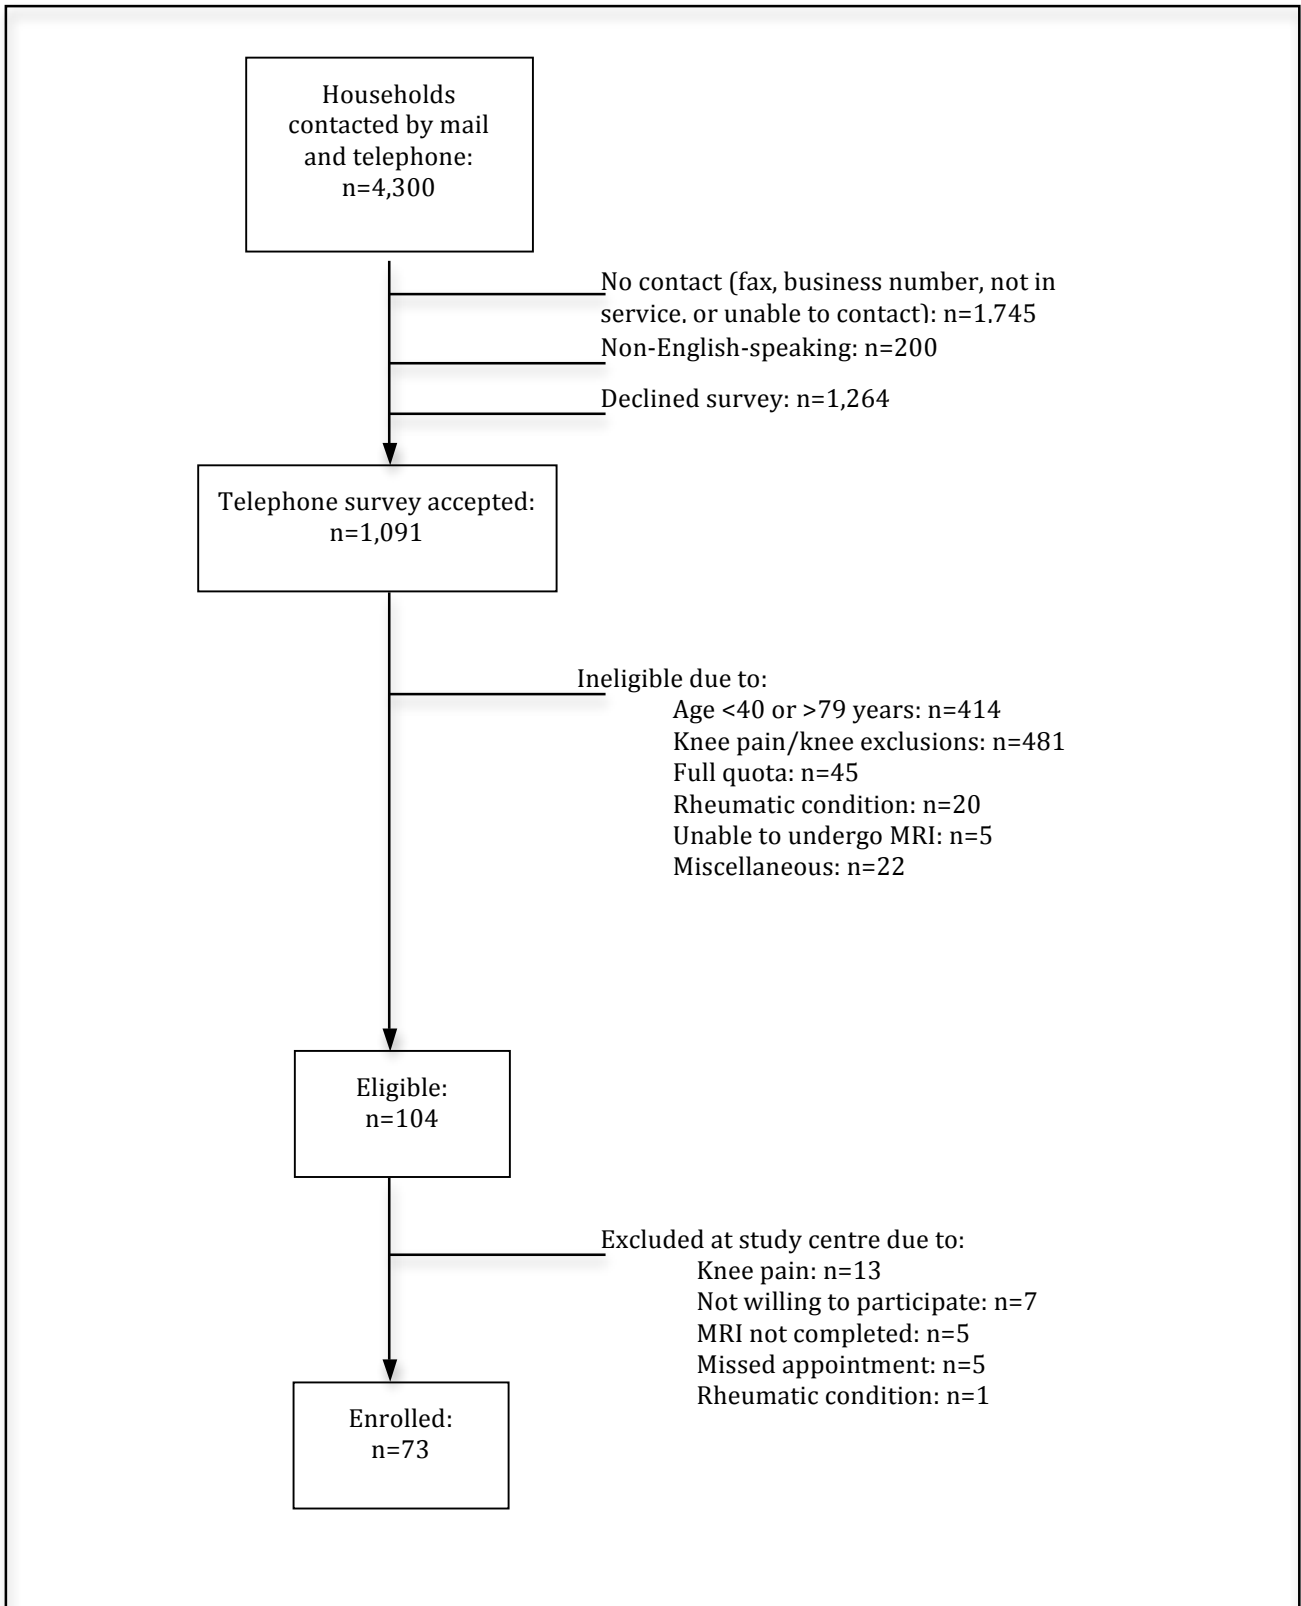 Households
contacted by mail
and telephone:
n=4,300
No contact (fax, business number, not in
service, or unable to contact): n=1,745
Non-English-speaking: n=200
Declined survey: n=1,264
Telephone survey accepted:
n=1,091
Ineligible due to:
Age <40 or >79 years: n=414
Knee pain/knee exclusions: n=481
Full quota: n=45
Rheumatic condition: n=20
Unable to undergo MRI: n=5
Miscellaneous: n=22
Eligible:
n=104
Excluded at study centre due to:
Knee pain: n=13
Not willing to participate: n=7
MRI not completed: n=5
Missed appointment: n=5
Rheumatic condition: n=1
Enrolled:
n=73